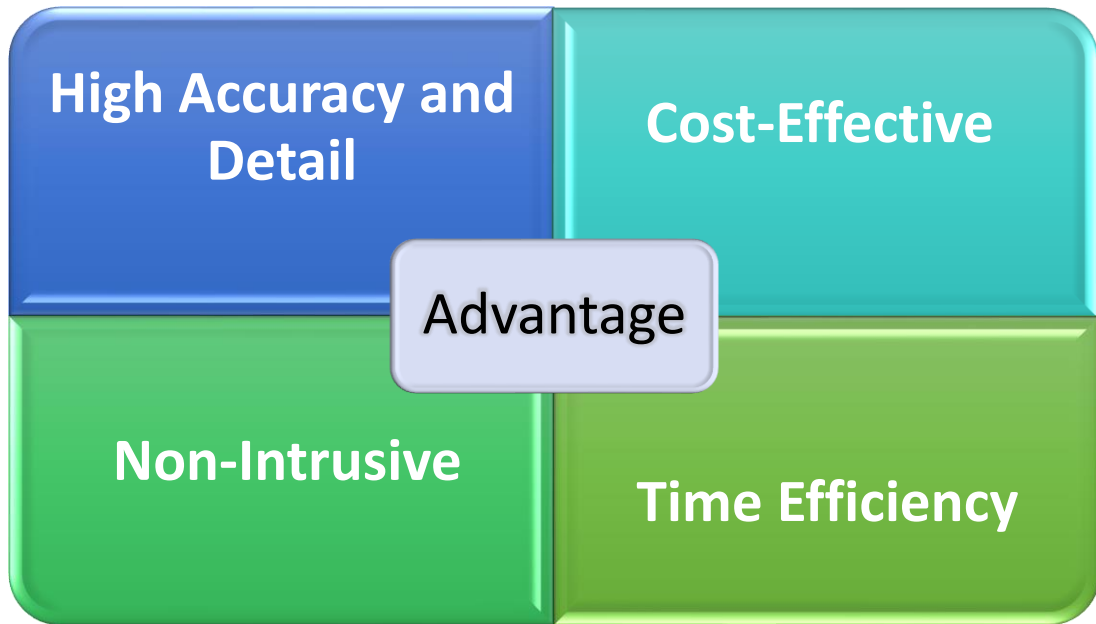 High Accuracy and
Detail
Cost-Effective
Advantage
Non-Intrusive
Time Efficiency